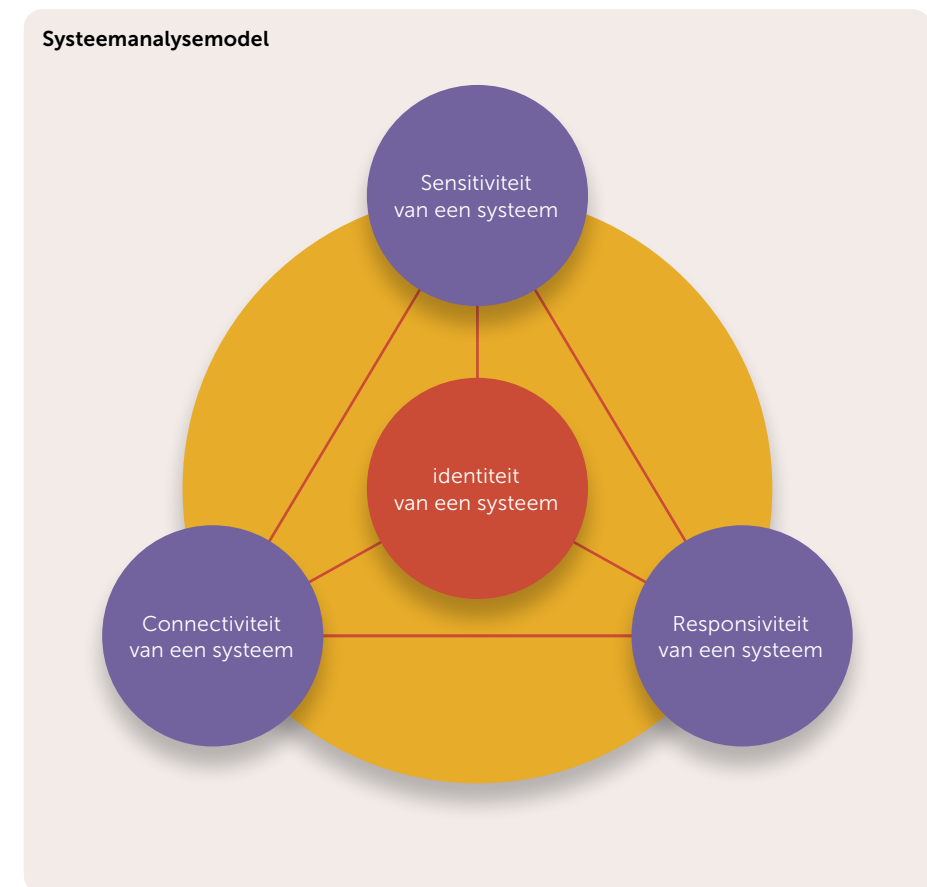 Systeemanalysemodel
Sensitiviteit
van een systeem
identiteit
van een systeem
Connectiviteit
van een systeem
Responsiviteit
van een systeem